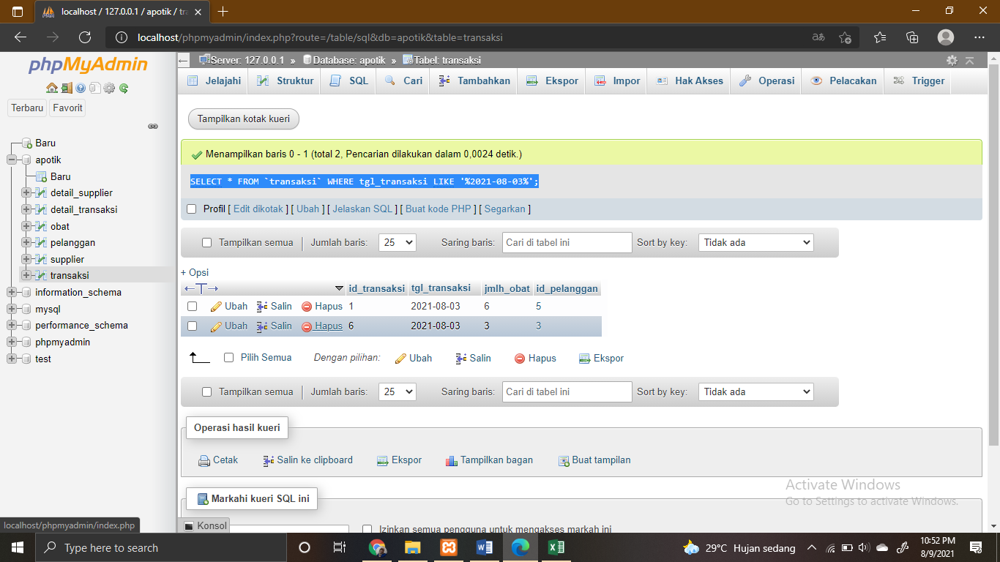 localhost / 127.0.0.1 / apotik / tra
localhost/phpmyadmin/index.php?route=/table/sql&db=apotik&table=transaksi
phpMyAdmin
Terbaru Favorit
Baru
apotik
Baru
detail_supplier
detail_transaksi
obat
pelanggan
supplier
transaksi
information_schema
mysql
performance_schema
phpmyadmin
test
localhost/phpmyadmin/index.php
Server: 127.0.0.1 » Database: apotik » Tabel: transaksi
Jelajahi Struktur SQL Cari Tambahkan Ekspor Impor Hak Akses Operasi Pelacakan Trigger
Tampilkan kotak kueri
Menampilkan baris 0 - 1 (total 2, Pencarian dilakukan dalam 0,0024 detik.)
SELECT * FROM `transaksi` WHERE tgl_transaksi LIKE '%2021-08-03%';
Profil [ Edit dikotak ] [ Ubah ] [ Jelaskan SQL ] [ Buat kode PHP ] [ Segarkan ]
Tampilkan semua | Jumlah baris: 25 Saring baris: Cari di tabel ini Sort by key: Tidak ada
+ Opsi
←T→ id_transaksi tgl_transaksi jmlh_obat id_pelanggan
Ubah Salin Hapus 1 2021-08-03 6 5
Ubah Salin Hapus 6 2021-08-03 3 3
Pilih Semua Dengan pilihan: Ubah Salin Hapus Ekspor
Tampilkan semua | Jumlah baris: 25 Saring baris: Cari di tabel ini Sort by key: Tidak ada
Operasi hasil kueri
Cetak Salin ke clipboard Ekspor Tampilkan bagan Buat tampilan
Markahi kueri SQL ini
Konsol
Izinkan semua pengguna untuk mengakses markah ini
Activate Windows
Go to Settings to activate Windows.
Type here to search
29°C Hujan sedang
10:52 PM
8/9/2021